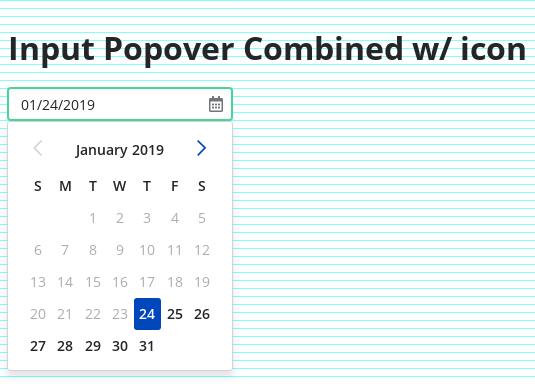 Input Popover Combined w/ icon
01/24/2019
January 2019
S M T W T F S
1 2 3 4 5
6 7 8 9 10 11 12
13 14 15 16 17 18 19
20 21 22 23 24 25 26
27 28 29 30 31